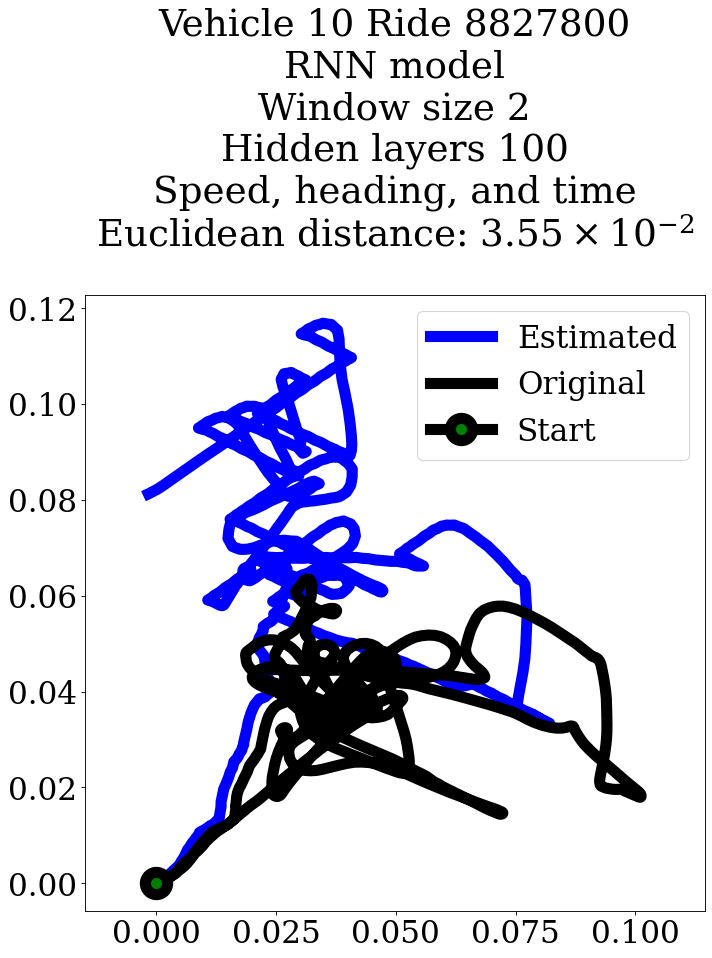 Vehicle 10 Ride 8827800
RNN model
Window size 2
Hidden layers 100
Speed, heading, and time
Euclidean distance: 3.55 × 10⁻²
0.12
0.10
0.08
0.06
0.04
0.02
0.00
Estimated
Original
Start
0.000 0.025 0.050 0.075 0.100